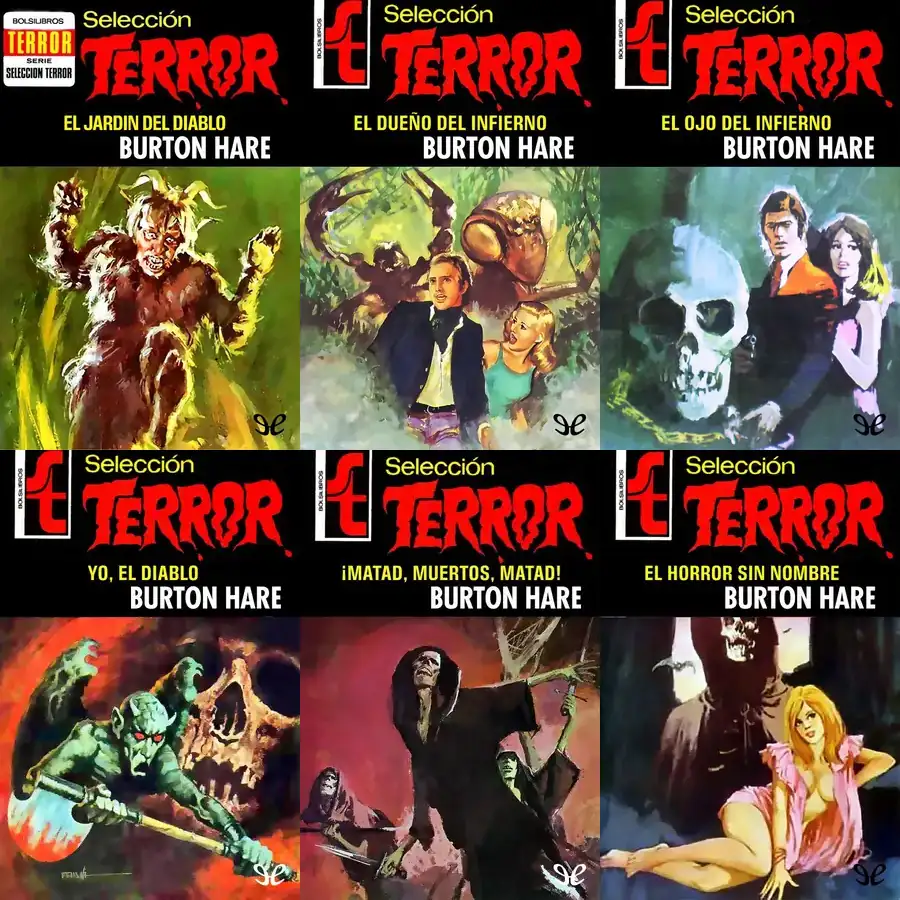 BOLSILIBROS
TERROR
SERIE
SELECCION TERROR
Selección
TERROR
EL JARDIN DEL DIABLO
BURTON HARE
BOLSILIBROS
Selección
TERROR
EL DUEÑO DEL INFIERNO
BURTON HARE
BOLSILIBROS
Selección
TERROR
EL OJO DEL INFIERNO
BURTON HARE
BOLSILIBROS
Selección
TERROR
YO, EL DIABLO
BURTON HARE
BOLSILIBROS
Selección
TERROR
¡MATAD, MUERTOS, MATAD!
BURTON HARE
BOLSILIBROS
Selección
TERROR
EL HORROR SIN NOMBRE
BURTON HARE